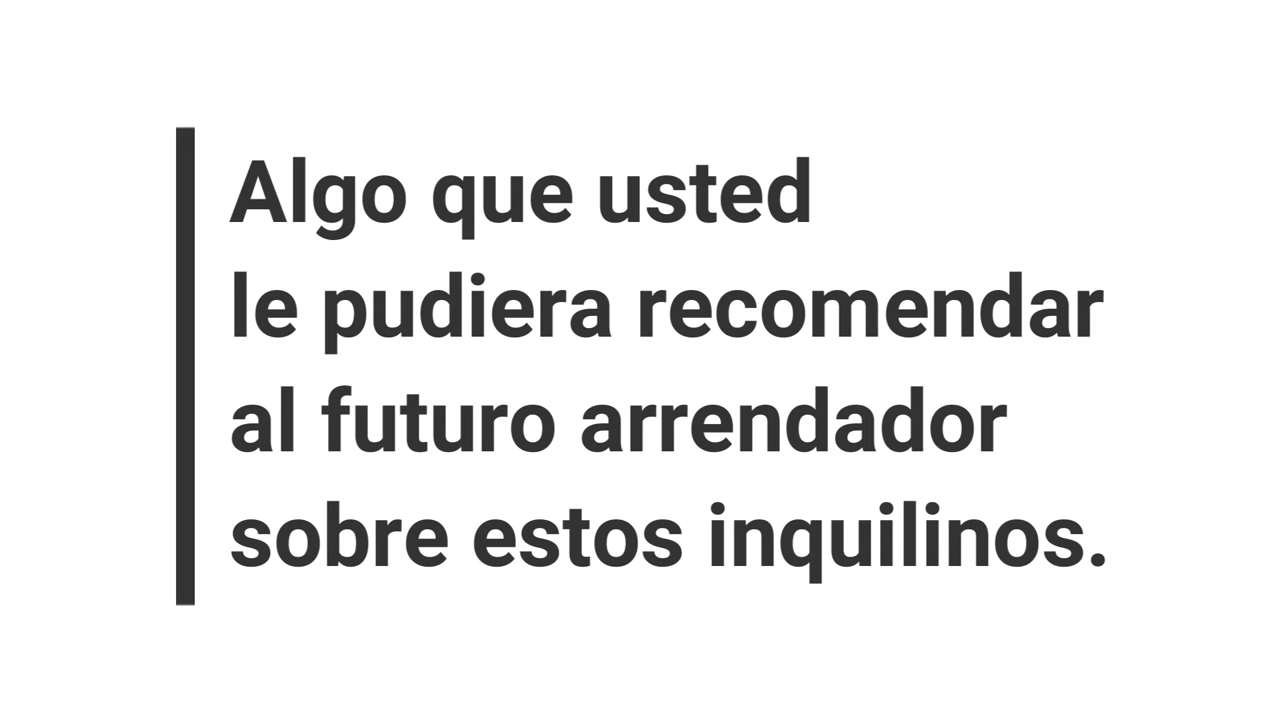 Algo que usted
le pudiera recomendar
al futuro arrendador
sobre estos inquilinos.